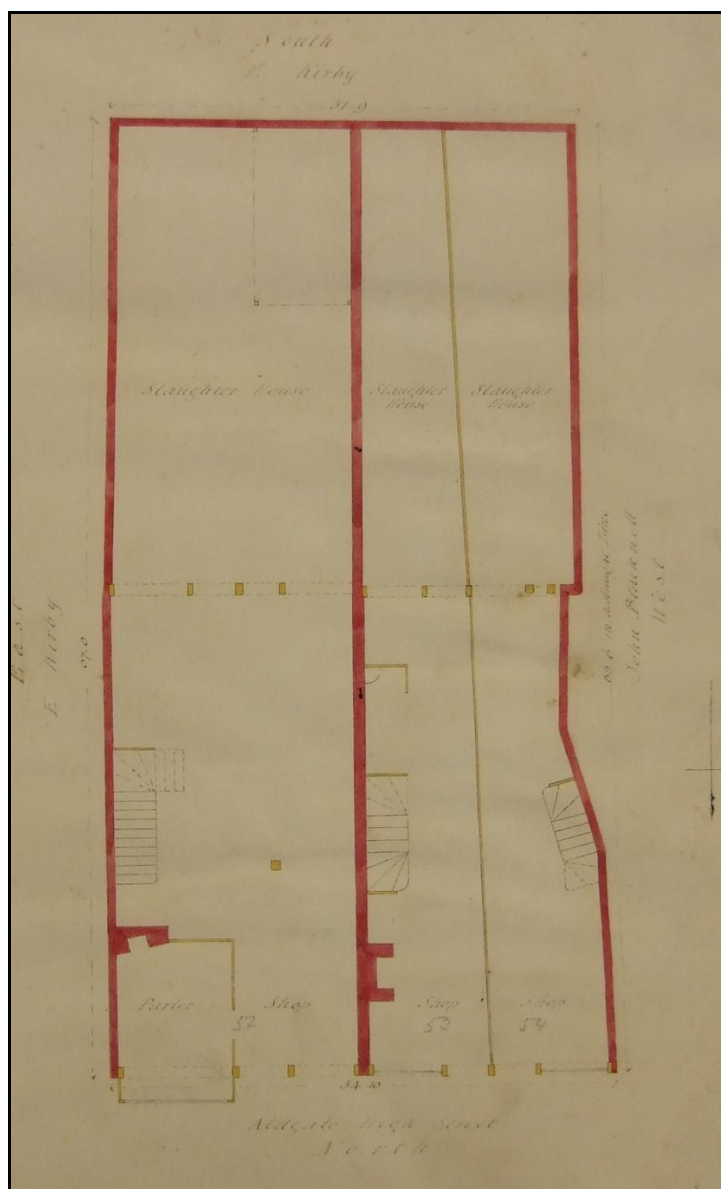 South
E. Kirby
31.9
Slaughter House
Slaughter
House
Slaughter
House
East
E Kirby
67.0
John Blacknell
West
Parlor
Shop
52
Shop
53
Shop
54
34.10
Aldgate High Street
North